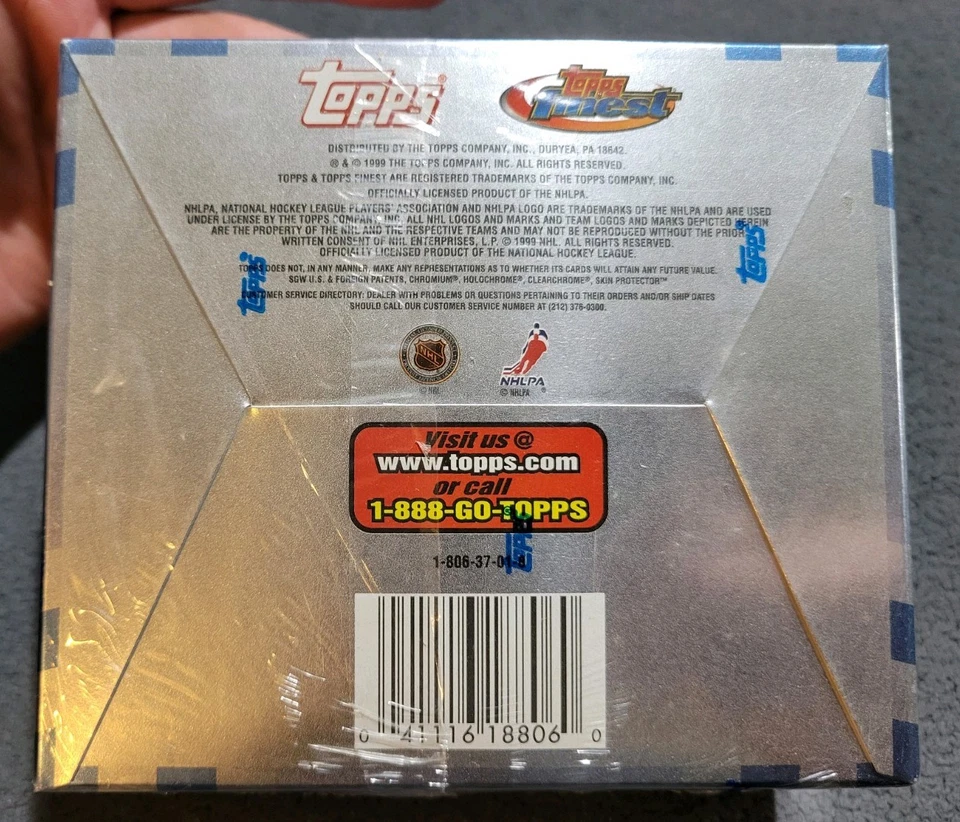 TOPPS®
TOPPS finest
DISTRIBUTED BY THE TOPPS COMPANY, INC., DURYEA, PA 18642.
® & © 1999 THE TOPPS COMPANY, INC. ALL RIGHTS RESERVED.
TOPPS & TOPPS FINEST ARE REGISTERED TRADEMARKS OF THE TOPPS COMPANY, INC.
OFFICIALLY LICENSED PRODUCT OF THE NHLPA.
NHLPA, NATIONAL HOCKEY LEAGUE PLAYERS' ASSOCIATION AND NHLPA LOGO ARE TRADEMARKS OF THE NHLPA AND ARE USED
UNDER LICENSE BY THE TOPPS COMPANY, INC. ALL NHL LOGOS AND MARKS AND TEAM LOGOS AND MARKS DEPICTED HEREIN
ARE THE PROPERTY OF THE NHL AND THE RESPECTIVE TEAMS AND MAY NOT BE REPRODUCED WITHOUT THE PRIOR
WRITTEN CONSENT OF NHL ENTERPRISES, L.P. © 1999 NHL. ALL RIGHTS RESERVED.
OFFICIALLY LICENSED PRODUCT OF THE NATIONAL HOCKEY LEAGUE.
TOPPS DOES NOT, IN ANY MANNER, MAKE ANY REPRESENTATIONS AS TO WHETHER ITS CARDS WILL ATTAIN ANY FUTURE VALUE.
SGW U.S. & FOREIGN PATENTS, CHROMIUM®, HOLOCHROME®, CLEARCHROME®, SKIN PROTECTOR™
CUSTOMER SERVICE DIRECTORY: DEALER WITH PROBLEMS OR QUESTIONS PERTAINING TO THEIR ORDERS AND/OR SHIP DATES
SHOULD CALL OUR CUSTOMER SERVICE NUMBER AT (212) 376-0300.
TOPPS
TOPPS
NHL
© NHL
NHLPA
© NHLPA ®
Visit us @
www.topps.com
or call
1-888-GO-TOPPS
TOPPS
1-806-37-01
0 41116 18806 0